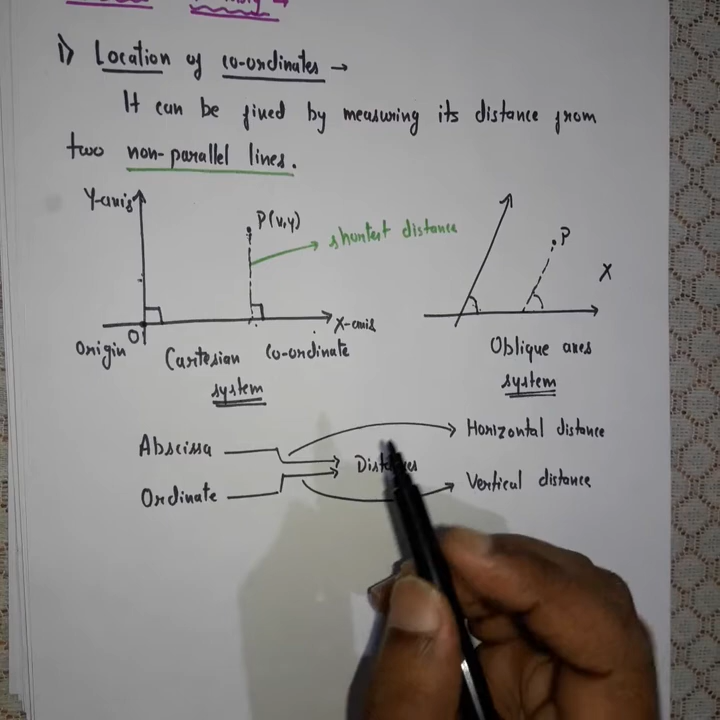 i) Location of co-ordinates →
It can be fixed by measuring its distance from
two non-parallel lines.
Y-axis
P(x,y)
shortest distance
P
X
O
X-axis
Origin
Cartesian co-ordinate
system
Oblique axes
system
Abscissa
Horizontal distance
Distances
Ordinate
Vertical distance